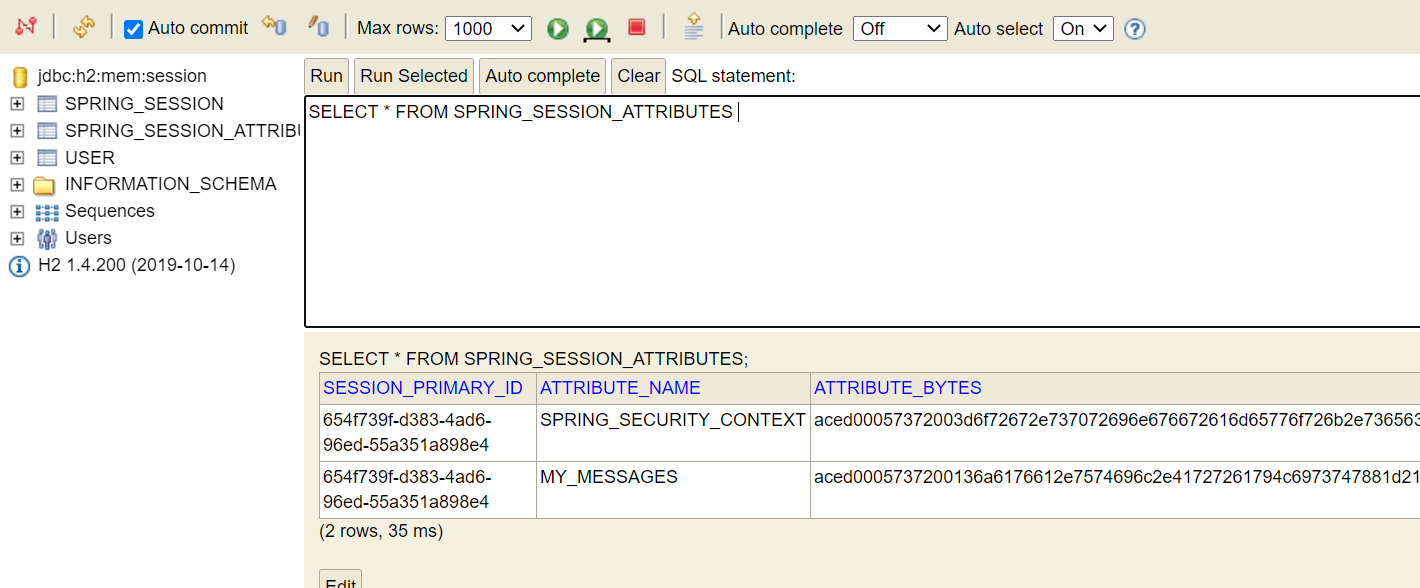 Auto commit Max rows: 1000 Auto complete Off Auto select On
jdbc:h2:mem:session
SPRING_SESSION
SPRING_SESSION_ATTRIBU
USER
INFORMATION_SCHEMA
Sequences
Users
H2 1.4.200 (2019-10-14)
Run Run Selected Auto complete Clear SQL statement:
SELECT * FROM SPRING_SESSION_ATTRIBUTES
SELECT * FROM SPRING_SESSION_ATTRIBUTES;
SESSION_PRIMARY_ID ATTRIBUTE_NAME ATTRIBUTE_BYTES
654f739f-d383-4ad6- SPRING_SECURITY_CONTEXT aced00057372003d6f72672e737072696e676672616d65776f726b2e736563
96ed-55a351a898e4
654f739f-d383-4ad6- MY_MESSAGES aced0005737200136a6176612e7574696c2e41727261794c6973747881d21
96ed-55a351a898e4
(2 rows, 35 ms)
Edit